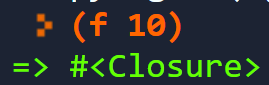 (f 10)
=> #<Closure>